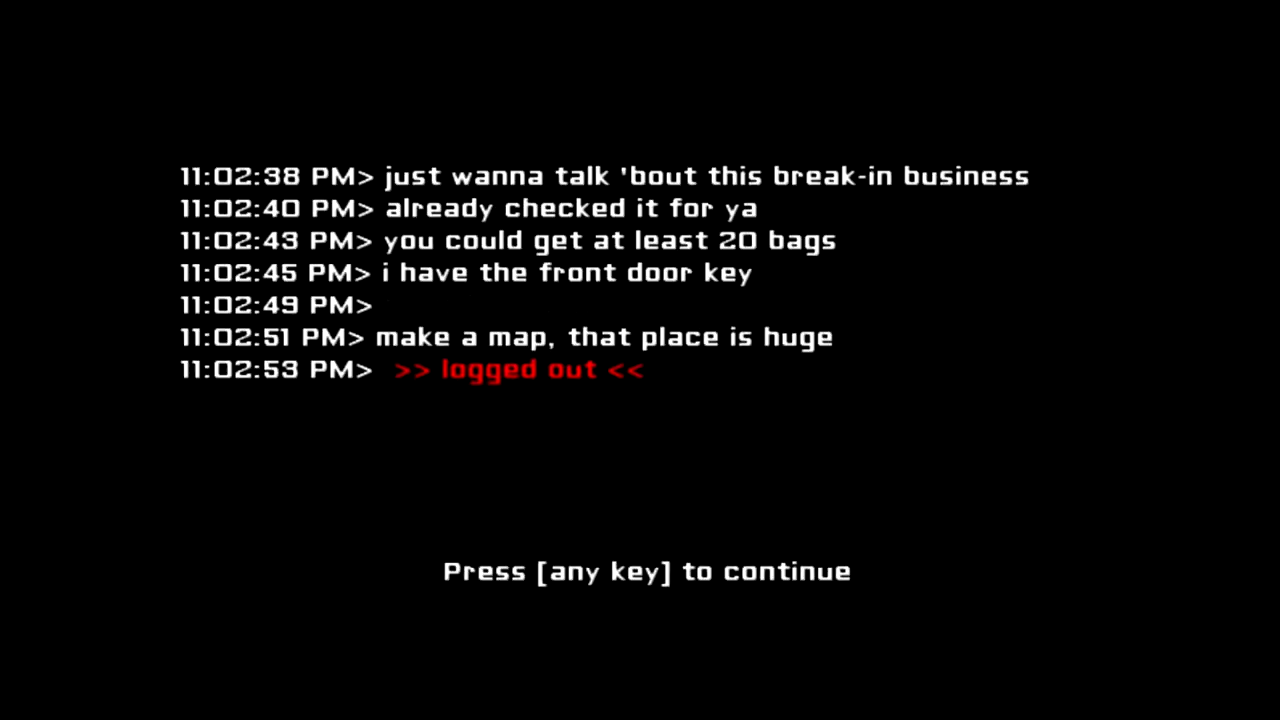 11:02:38 PM> just wanna talk 'bout this break-in business
11:02:40 PM> already checked it for ya
11:02:43 PM> you could get at least 20 bags
11:02:45 PM> i have the front door key
11:02:49 PM>
11:02:51 PM> make a map, that place is huge
11:02:53 PM> >> logged out <<
Press [any key] to continue